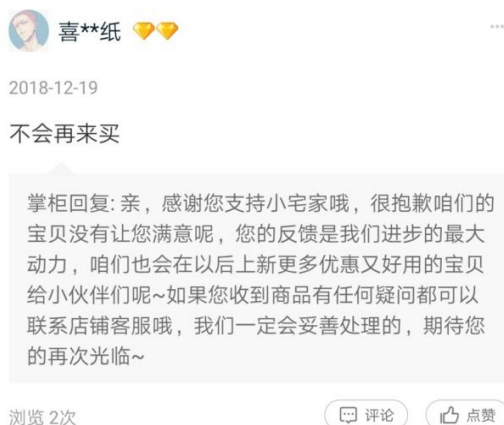 喜**纸
2018-12-19
不会再来买
掌柜回复: 亲，感谢您支持小宅家哦，很抱歉咱们的
宝贝没有让您满意呢，您的反馈是我们进步的最大
动力，咱们也会在以后上新更多优惠又好用的宝贝
给小伙伴们呢~如果您收到商品有任何疑问都可以
联系店铺客服哦，我们一定会妥善处理的，期待您
的再次光临~
浏览 2次 评论 点赞